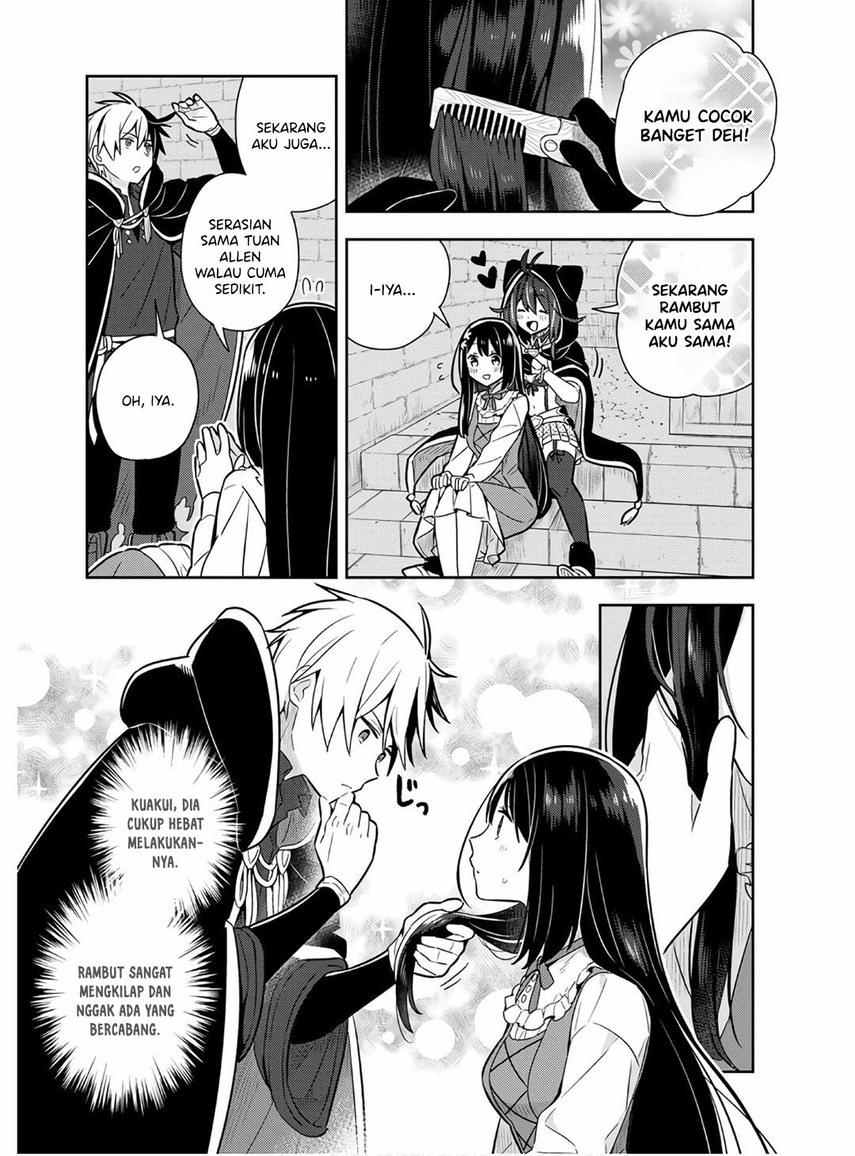 KAMU COCOK
BANGET DEH!
SEKARANG
RAMBUT
KAMU SAMA
AKU SAMA!
I-IYA...
SEKARANG
AKU JUGA...
SERASIAN
SAMA TUAN
ALLEN
WALAU CUMA
SEDIKIT.
OH, IYA.
じっ
KUAKUI, DIA
CUKUP HEBAT
MELAKUKAN-
NYA.
RAMBUT SANGAT
MENGKILAP DAN
NGGAK ADA YANG
BERCABANG.